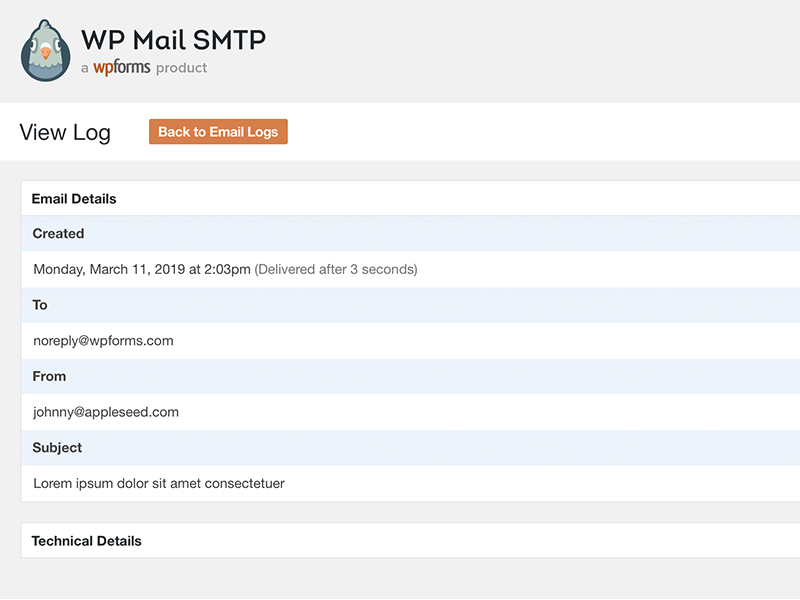 WP Mail SMTP
a wpforms product
View Log
Back to Email Logs
Email Details
Created
Monday, March 11, 2019 at 2:03pm (Delivered after 3 seconds)
To
noreply@wpforms.com
From
johnny@appleseed.com
Subject
Lorem ipsum dolor sit amet consectetuer
Technical Details